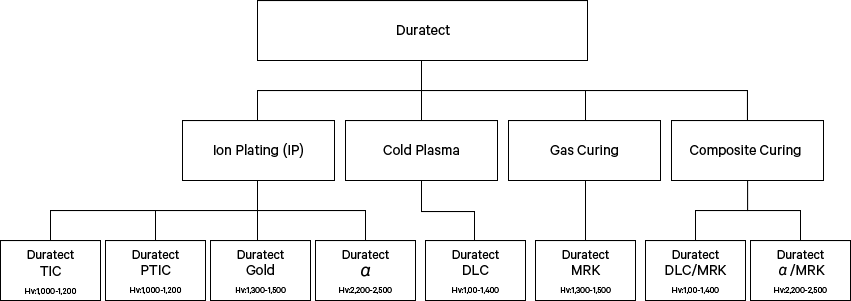 Duratect
Ion Plating (IP)
Cold Plasma
Gas Curing
Composite Curing
Duratect
TIC
Hv:1,000-1,200
Duratect
PTIC
Hv:1,000-1,200
Duratect
Gold
Hv:1,300-1,500
Duratect
α
Hv:2,200-2,500
Duratect
DLC
Hv:1,00-1,400
Duratect
MRK
Hv:1,300-1,500
Duratect
DLC/MRK
Hv:1,00-1,400
Duratect
α/MRK
Hv:2,200-2,500